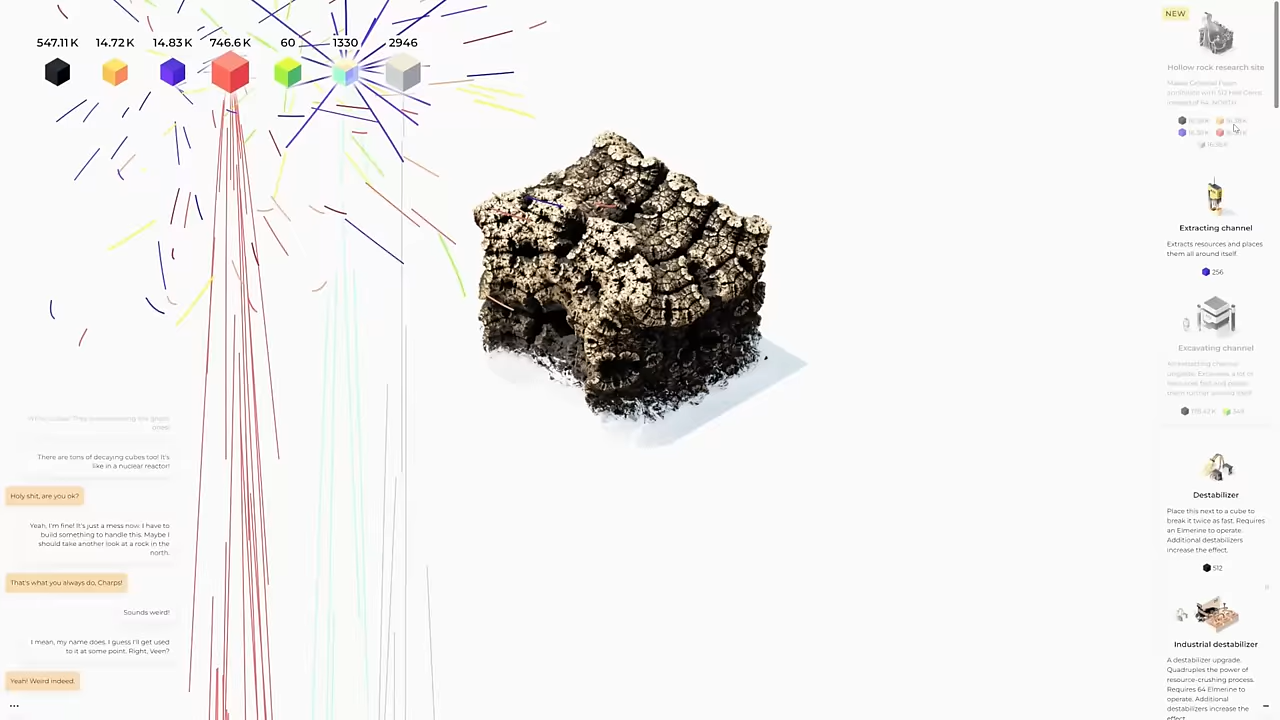 547.11 K 14.72 K 14.83 K 746.6 K 60 1330 2946
ones!
There are tons of decaying cubes too! It's
like in a nuclear reactor!
Holy shit, are you ok?
Yeah, I'm fine! It's just a mess now. I have to
build something to handle this. Maybe I
should take another look at a rock in the
north.
That's what you always do, Charps!
Sounds weird!
I mean, my name does. I guess I'll get used
to it at some point. Right, Veen?
Yeah! Weird indeed.
...
NEW
Hollow rock research site
Extracting channel
Extracts resources and places
them all around itself.
256
Excavating channel
Destabilizer
Place this next to a cube to
break it twice as fast. Requires
an Elmerine to operate.
Additional destabilizers
increase the effect.
512
Industrial destabilizer
A destabilizer upgrade.
Quadruples the power of
resource-crushing process.
Requires 64 Elmerine to
operate. Additional
destabilizers increase the
effect.